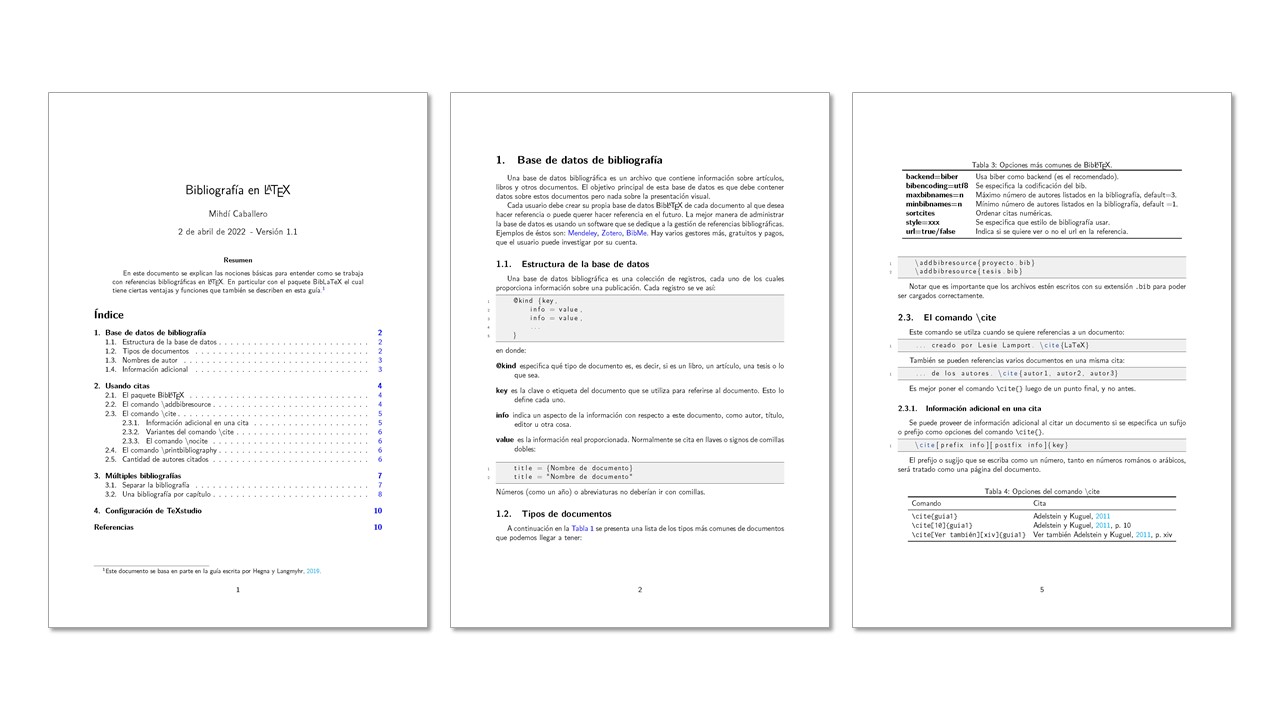 Bibliografía en LATEX
Mihdí Caballero
2 de abril de 2022 - Versión 1.1
Resumen
En este documento se explican las nociones básicas para entender como se trabaja
con referencias bibliográficas en LATEX. En particular con el paquete BibLaTeX el cual
tiene ciertas ventajas y funciones que también se describen en esta guía.1
Índice
1. Base de datos de bibliografía 2
1.1. Estructura de la base de datos . . . . . . . . . . . . . . . . . . . . 2
1.2. Tipos de documentos . . . . . . . . . . . . . . . . . . . . 2
1.3. Nombres de autor . . . . . . . . . . . . . . . . . . . . 3
1.4. Información adicional . . . . . . . . . . . . . . . . . . . . 3
2. Usando citas 4
2.1. El paquete BibLATEX . . . . . . . . . . . . . . . . . . . . 4
2.2. El comando \addbibresource . . . . . . . . . . . . . . . . . . . . 4
2.3. El comando \cite . . . . . . . . . . . . . . . . . . . . 5
2.3.1. Información adicional en una cita . . . . . . . . . . . . . . . . . . . . 5
2.3.2. Variantes del comando \cite . . . . . . . . . . . . . . . . . . . . 6
2.3.3. El comando \nocite . . . . . . . . . . . . . . . . . . . . 6
2.4. El comando \printbibliography . . . . . . . . . . . . . . . . . . . . 6
2.5. Cantidad de autores citados . . . . . . . . . . . . . . . . . . . . 6
3. Múltiples bibliografías 7
3.1. Separar la bibliografía . . . . . . . . . . . . . . . . . . . . 7
3.2. Una bibliografía por capítulo . . . . . . . . . . . . . . . . . . . . 8
4. Configuración de TeXstudio 10
Referencias 10
1Este documento se basa en parte en la guía escrita por Hegna y Langmyhr, 2019.
1
1. Base de datos de bibliografía
Una base datos bibliográfica es un archivo que contiene información sobre artículos,
libros y otros documentos. El objetivo principal de esta base de datos es que debe contener
datos sobre estos documentos pero nada sobre la presentación visual.
Cada usuario debe crear su propia base de datos BibLATEX de cada documento al que desea
hacer referencia o puede querer hacer referencia en el futuro. La mejor manera de administrar
la base de datos es usando un software que se dedique a la gestión de referencias bibliográficas.
Ejemplos de éstos son: Mendeley, Zotero, BibMe. Hay varios gestores más, gratuitos y pagos,
que el usuario puede investigar por su cuenta.
1.1. Estructura de la base de datos
Una base de datos bibliográfica es una colección de registros, cada uno de los cuales
proporciona información sobre una publicación. Cada registro se ve así:
1 @kind {key,
2 info = value,
3 info = value,
4 ...
5 }
en donde:
@kind especifica qué tipo de documento es, es decir, si es un libro, un artículo, una tesis o lo
que sea.
key es la clave o etiqueta del documento que se utiliza para referirse al documento. Esto lo
define cada uno.
info indica un aspecto de la información con respecto a este documento, como autor, título,
editor u otra cosa.
value es la información real proporcionada. Normalmente se cita en llaves o signos de comillas
dobles:
1 title = {Nombre de documento}
2 title = "Nombre de documento"
Números (como un año) o abreviaturas no deberían ir con comillas.
1.2. Tipos de documentos
A continuación en la Tabla 1 se presenta una lista de los tipos más comunes de documentos
que podemos llegar a tener:
2
Tabla 3: Opciones más comunes de BibLATEX.
backend=biber Usa biber como backend (es el recomendado).
bibencoding=utf8 Se especifica la codificación del bib.
maxbibnames=n Máximo número de autores listados en la bibliografía, default=3.
minbibnames=n Mínimo número de autores listados en la bibliografía, default =1.
sortcites Ordenar citas numéricas.
style=xxx Se especifica que estilo de bibliografía usar.
url=true/false Indica si se quiere ver o no el url en la referencia.
1 \addbibresource{proyecto.bib}
2 \addbibresource{tesis.bib}
Notar que es importante que los archivos estén escritos con su extensión .bib para poder
ser cargados correctamente.
2.3. El comando \cite
Este comando se utilza cuando se quiere referencias a un documento:
1 ... creado por Leslie Lamport. \cite{LaTeX}
También se pueden referencias varios documentos en una misma cita:
1 ... de los autores. \cite{autor1, autor2, autor3}
Es mejor poner el comando \cite{} luego de un punto final, y no antes.
2.3.1. Información adicional en una cita
Se puede proveer de información adicional al citar un documento si se especifica un sufijo
o prefijo como opciones del comando \cite{}.
1 \cite[prefix info][postfix info]{key}
El prefijo o sugijo que se escriba como un número, tanto en números romános o arábicos,
será tratado como una página del documento.
Tabla 4: Opciones del comando \cite
Comando Cita
\cite{guia1} Adelstein y Kuguel, 2011
\cite[10]{guia1} Adelstein y Kuguel, 2011, p. 10
\cite[Ver también][xiv]{guia1} Ver también Adelstein y Kuguel, 2011, p. xiv
5